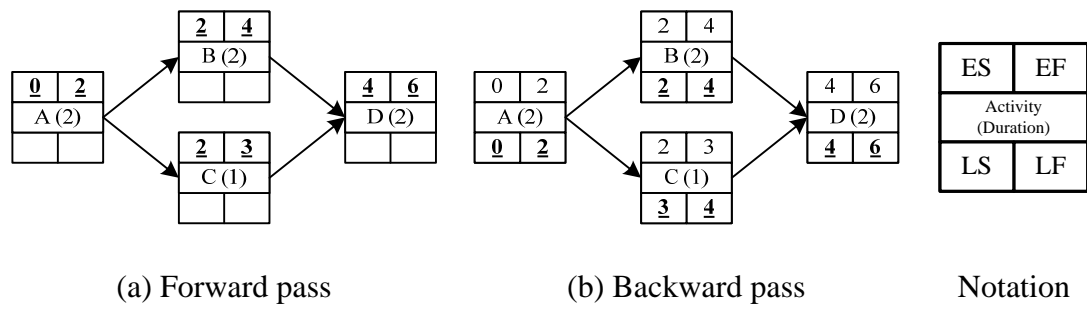 2 4
B (2)
0 2
A (2)
4 6
D (2)
2 3
C (1)
(a) Forward pass
2 4
B (2)
2 4
0 2
A (2)
0 2
4 6
D (2)
4 6
2 3
C (1)
3 4
(b) Backward pass
ES EF
Activity
(Duration)
LS LF
Notation